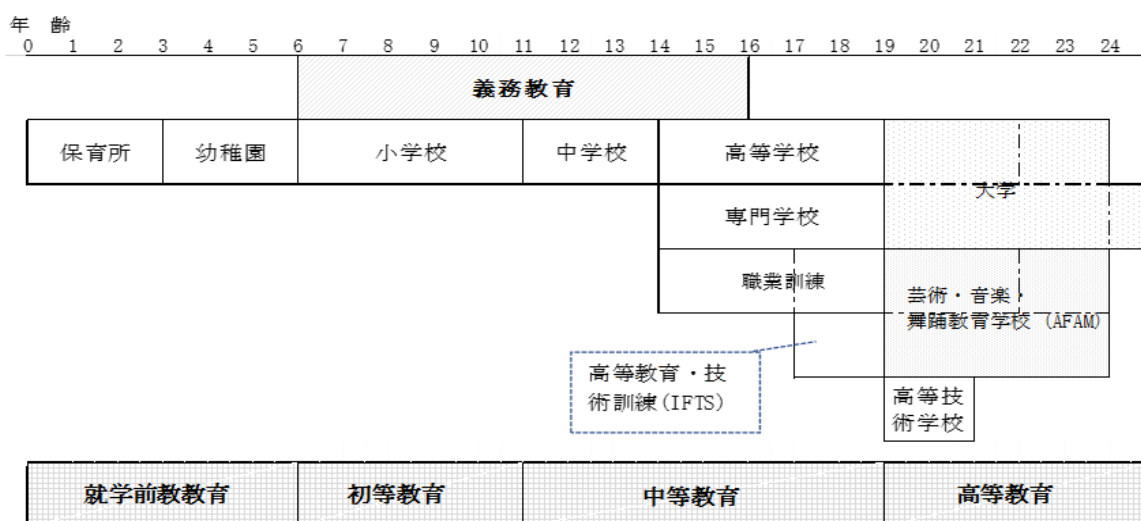 年 齢
0 1 2 3 4 5 6 7 8 9 10 11 12 13 14 15 16 17 18 19 20 21 22 23 24
義務教育
保育所 幼稚園 小学校 中学校 高等学校
大学
専門学校
職業訓練
芸術・音楽・
舞踊教育学校 (AFAM)
高等教育・技
術訓練(IFTS)
高等技
術学校
就学前教教育 初等教育 中等教育 高等教育